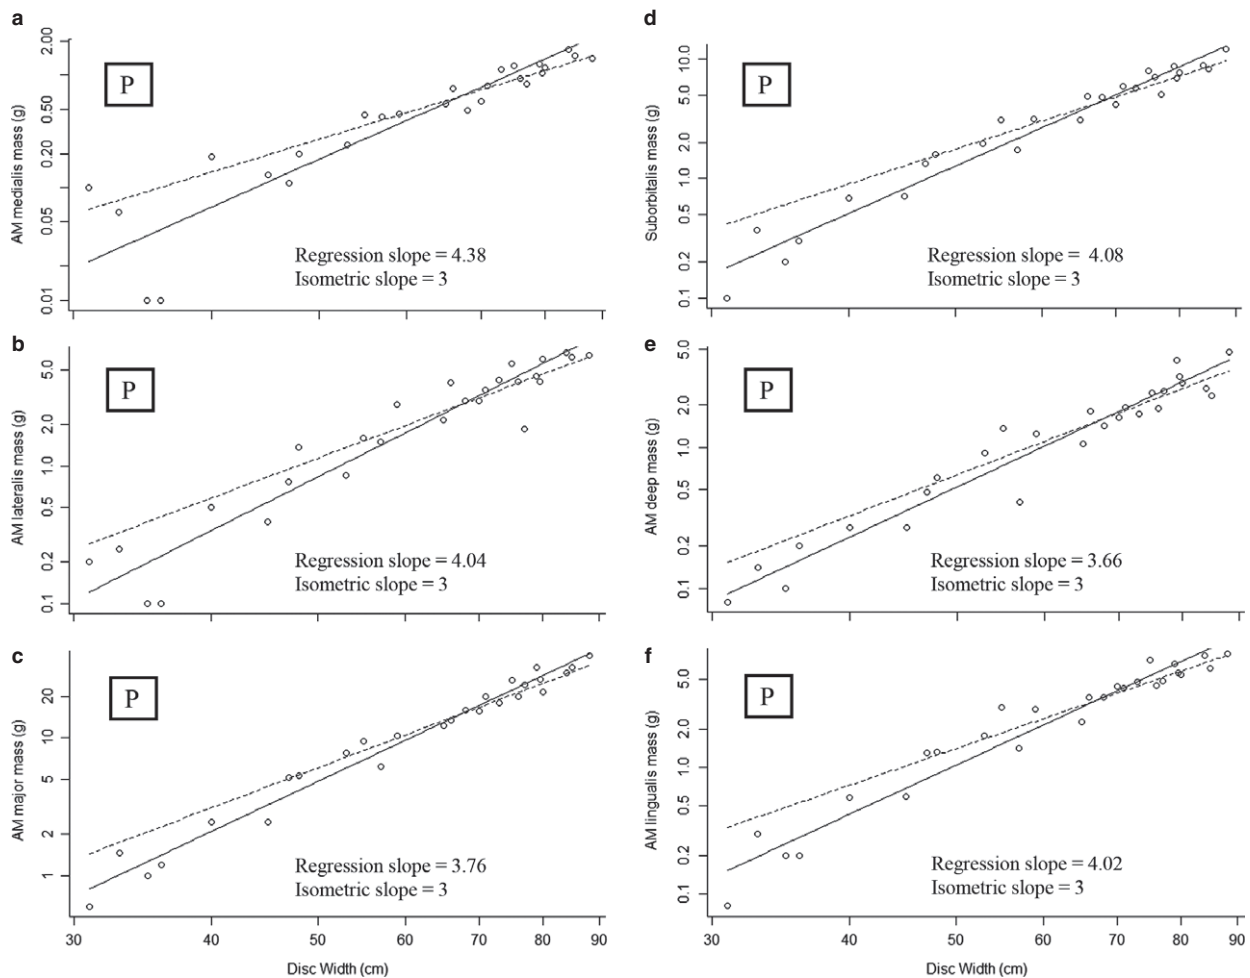 a
AM medialis mass (g)
2.00
0.50
0.20
0.05
0.01
P
Regression slope = 4.38
Isometric slope = 3
b
AM lateralis mass (g)
5.0
1.0
0.5
0.2
0.1
P
Regression slope = 4.04
Isometric slope = 3
c
AM major mass (g)
20
10
5
2
1
P
Regression slope = 3.76
Isometric slope = 3
30 40 50 60 70 80 90
Disc Width (cm)
d
Suborbitalis mass (g)
10.0
5.0
2.0
1.0
0.5
0.2
0.1
P
Regression slope = 4.08
Isometric slope = 3
e
AM deep mass (g)
5.0
2.0
1.0
0.5
0.2
0.1
P
Regression slope =3.66
Isometric slope = 3
f
AM lingualis mass (g)
5.0
2.0
1.0
0.5
0.2
0.1
P
Regression slope = 4.02
Isometric slope = 3
30 40 50 60 70 80 90
Disc Width (cm)